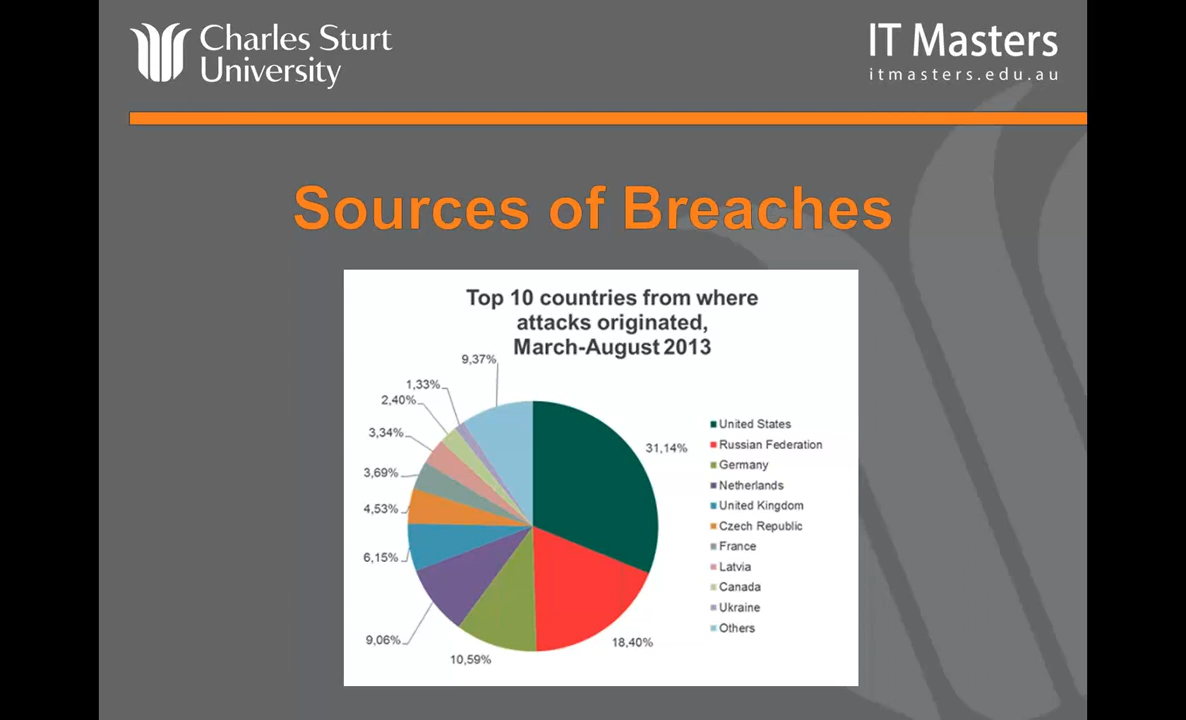 Charles Sturt
University
IT Masters
itmasters.edu.au
Sources of Breaches
Top 10 countries from where
attacks originated,
March-August 2013
9,37%
1,33%
2,40%
3,34%
3,69%
4,53%
6,15%
9,06%
10,59%
18,40%
31,14%
United States
Russian Federation
Germany
Netherlands
United Kingdom
Czech Republic
France
Latvia
Canada
Ukraine
Others